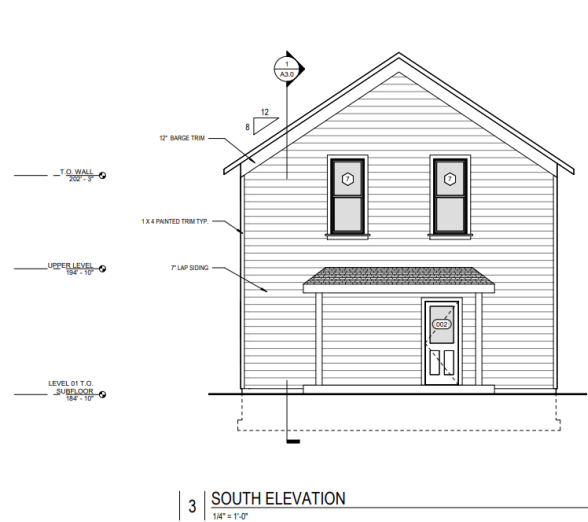 1
A3.0
12
8
12" BARGE TRIM
T.O. WALL
202' - 3"
7
7
1 X 4 PAINTED TRIM TYP.
UPPER LEVEL
194' - 10"
7" LAP SIDING
002
LEVEL 01 T.O.
SUBFLOOR
184' - 10"
3
SOUTH ELEVATION
1/4" = 1'-0"